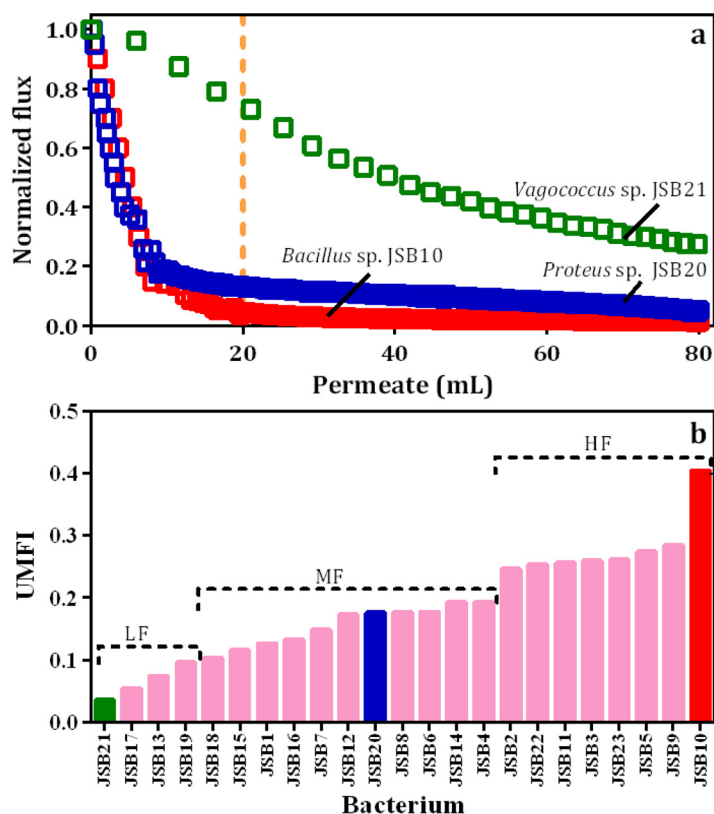 a
1.0
0.8
0.6
0.4
0.2
0.0
Normalized flux
Vagococcus sp. JSB21
Bacillus sp. JSB10
Proteus sp. JSB20
0 20 40 60 80
Permeate (mL)
b
0.5
0.4
0.3
0.2
0.1
0.0
UMFI
HF
MF
LF
JSB21 JSB17 JSB13 JSB19 JSB18 JSB15 JSB1 JSB16 JSB7 JSB12 JSB20 JSB8 JSB6 JSB14 JSB4 JSB2 JSB22 JSB11 JSB3 JSB23 JSB5 JSB9 JSB10
Bacterium